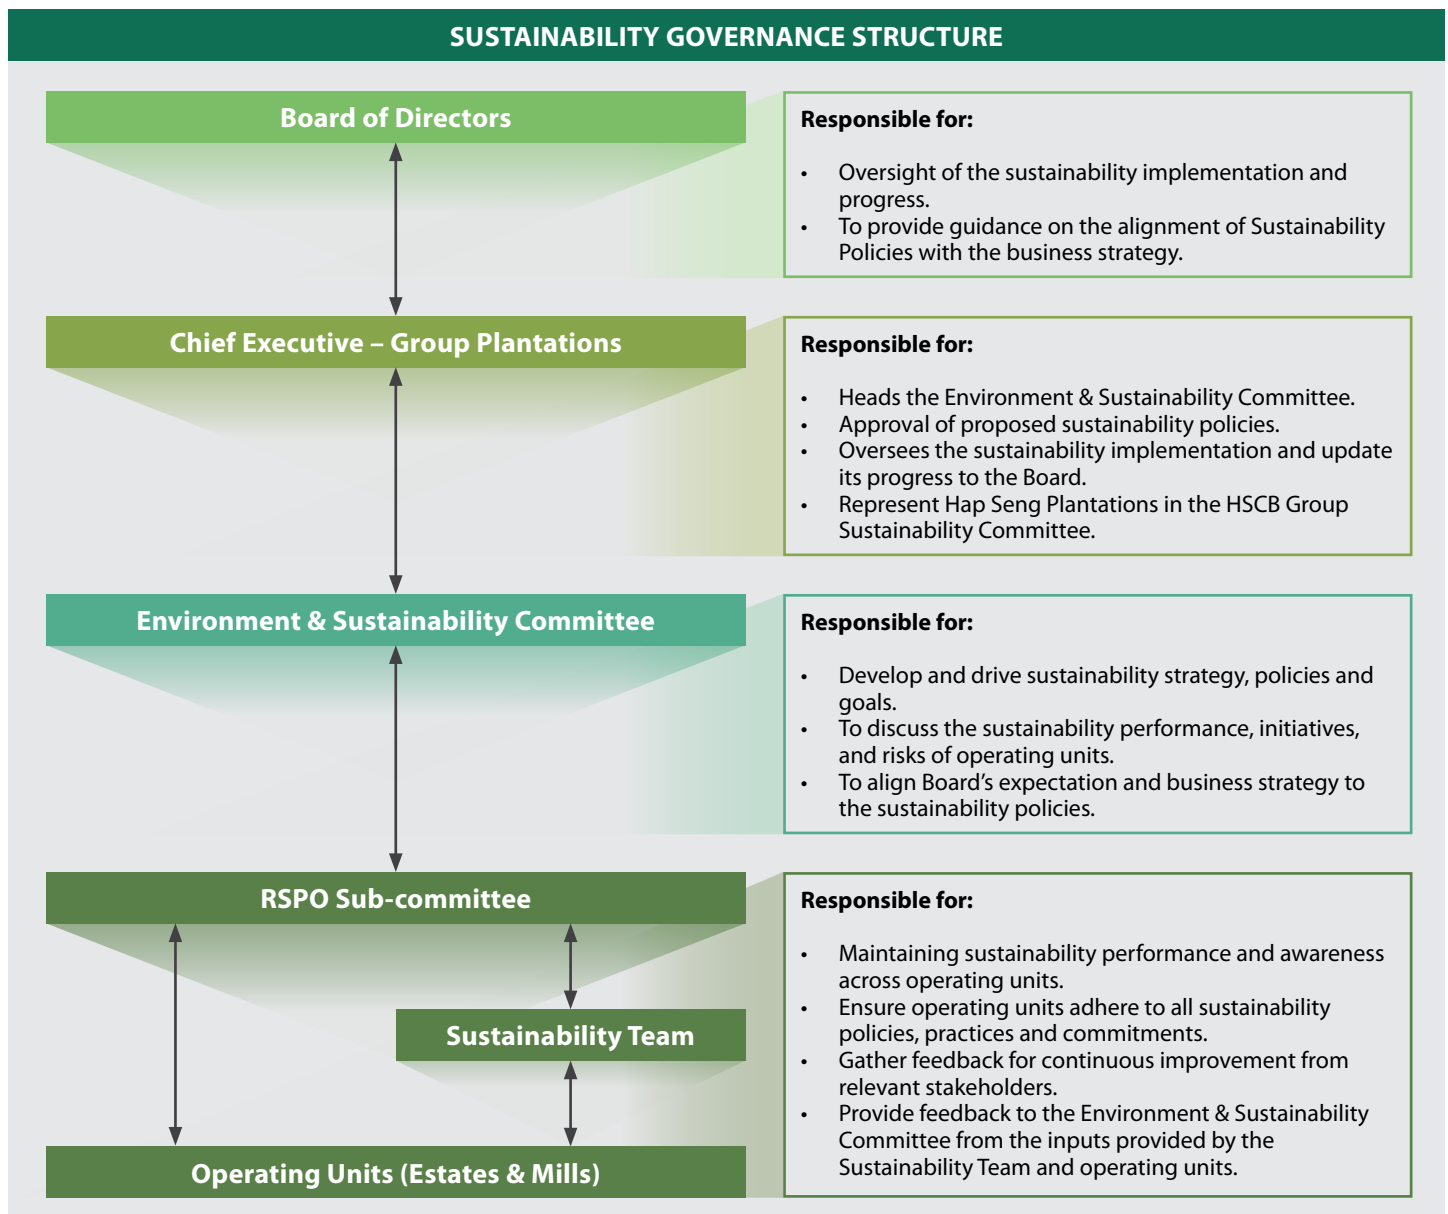 SUSTAINABILITY GOVERNANCE STRUCTURE
Board of Directors
Responsible for:
• Oversight of the sustainability implementation and
progress.
• To provide guidance on the alignment of Sustainability
Policies with the business strategy.
Chief Executive – Group Plantations
Responsible for:
• Heads the Environment & Sustainability Committee.
• Approval of proposed sustainability policies.
• Oversees the sustainability implementation and update
its progress to the Board.
• Represent Hap Seng Plantations in the HSCB Group
Sustainability Committee.
Environment & Sustainability Committee
Responsible for:
• Develop and drive sustainability strategy, policies and
goals.
• To discuss the sustainability performance, initiatives,
and risks of operating units.
• To align Board’s expectation and business strategy to
the sustainability policies.
RSPO Sub-committee
Sustainability Team
Operating Units (Estates & Mills)
Responsible for:
• Maintaining sustainability performance and awareness
across operating units.
• Ensure operating units adhere to all sustainability
policies, practices and commitments.
• Gather feedback for continuous improvement from
relevant stakeholders.
• Provide feedback to the Environment & Sustainability
Committee from the inputs provided by the
Sustainability Team and operating units.